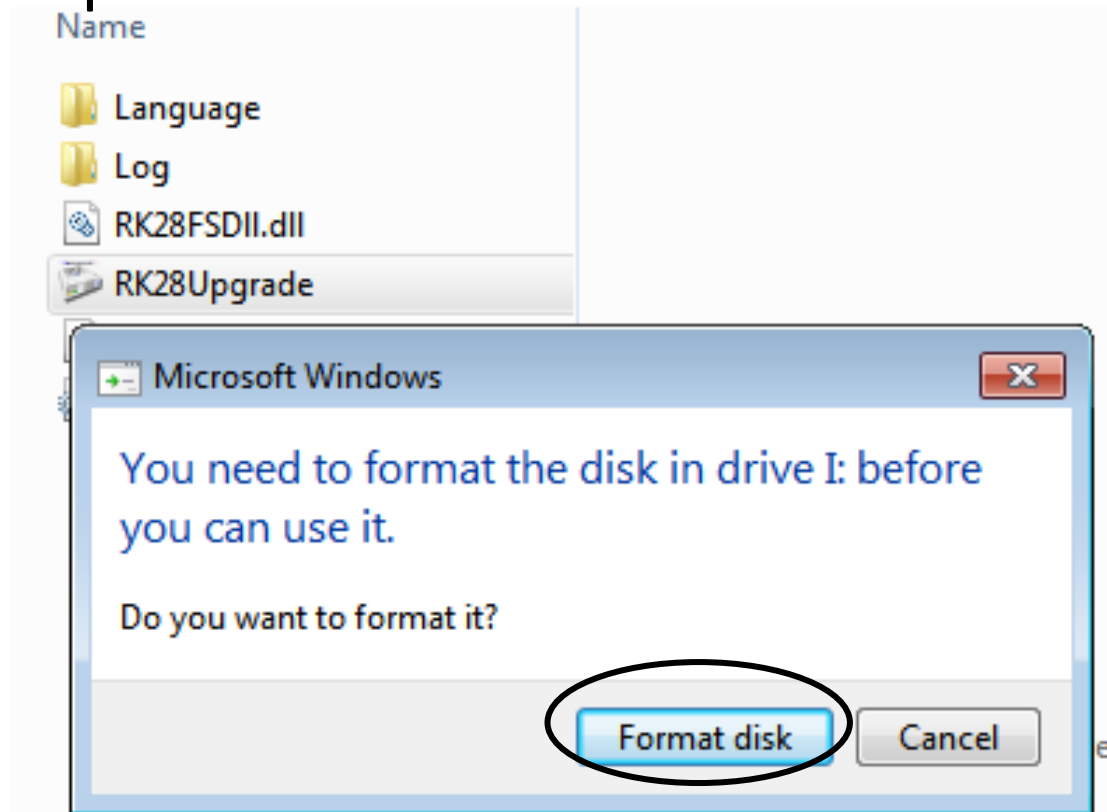 Name
Language
Log
RK28FSDll.dll
RK28Upgrade
Microsoft Windows
You need to format the disk in drive I: before
you can use it.
Do you want to format it?
Format disk
Cancel